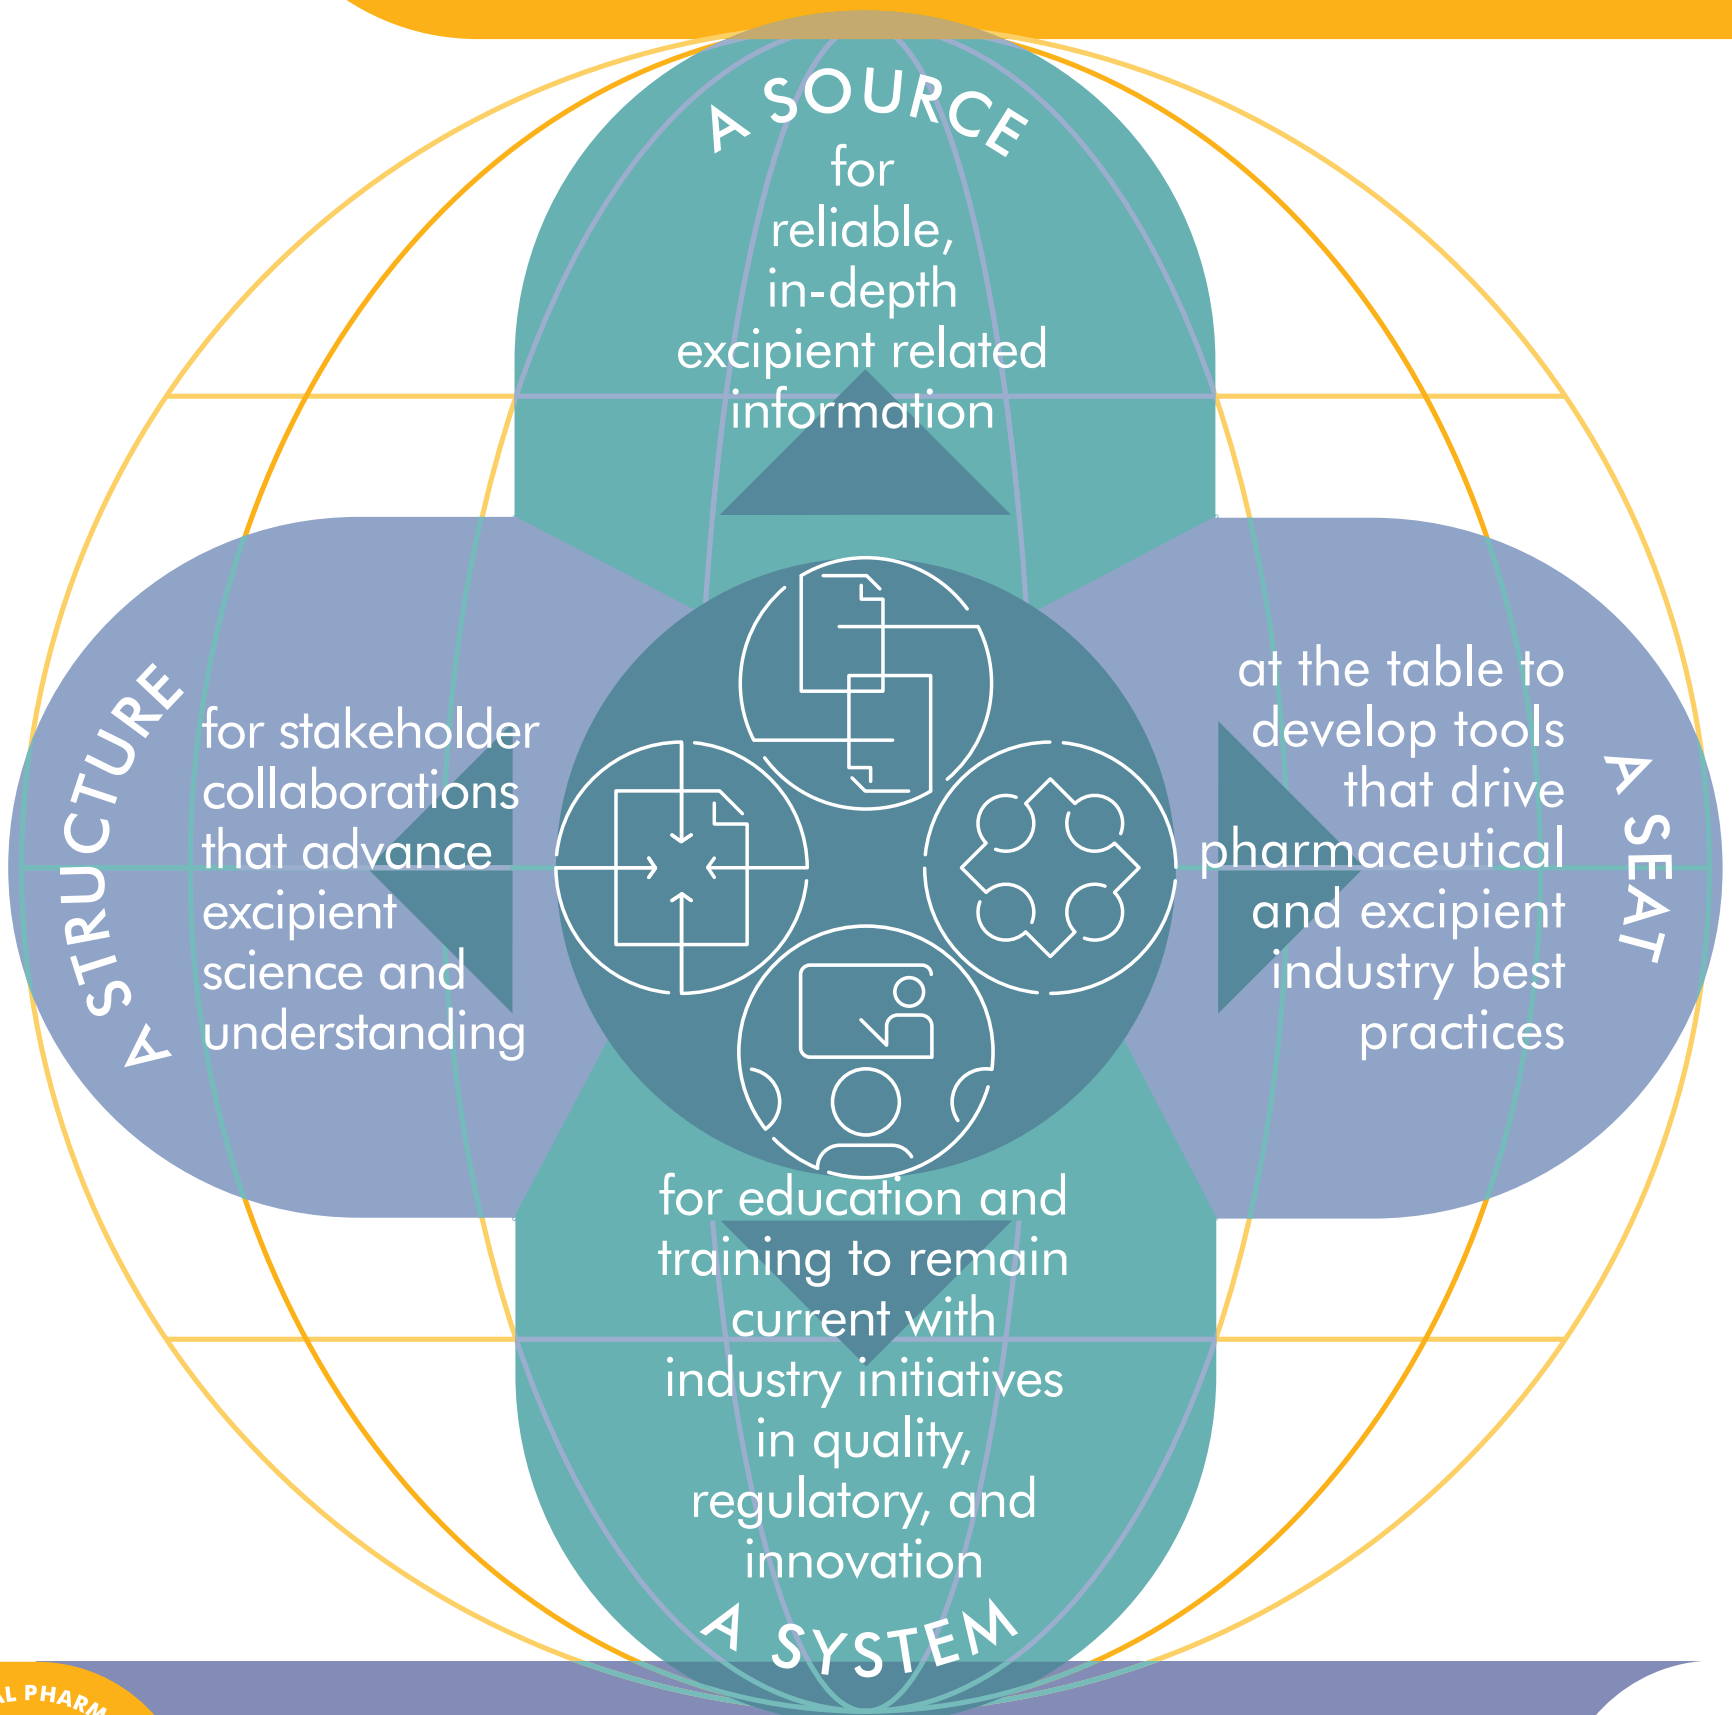 A SOURCE
for
reliable,
in-depth
excipient related
information
A STRUCTURE
for stakeholder
collaborations
that advance
excipient
science and
understanding
at the table to
develop tools
that drive
pharmaceutical
and excipient
industry best
practices
A SEAT
for education and
training to remain
current with
industry initiatives
in quality,
regulatory, and
innovation
A SYSTEM